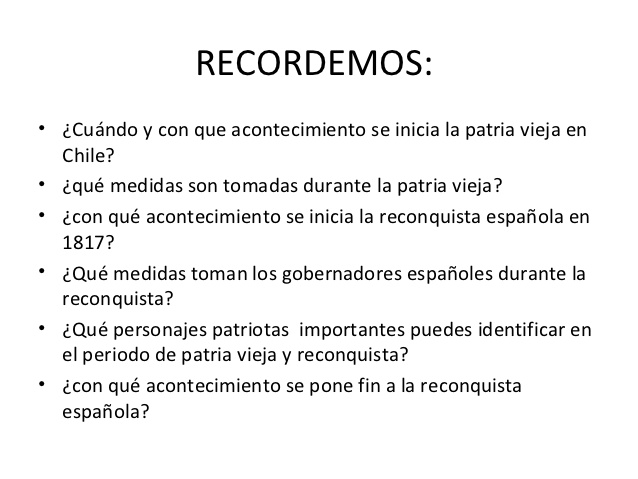 RECORDEMOS:
• ¿Cuándo y con que acontecimiento se inicia la patria vieja en
Chile?
• ¿qué medidas son tomadas durante la patria vieja?
• ¿con qué acontecimiento se inicia la reconquista española en
1817?
• ¿Qué medidas toman los gobernadores españoles durante la
reconquista?
• ¿Qué personajes patriotas  importantes puedes identificar en
el periodo de patria vieja y reconquista?
• ¿con qué acontecimiento se pone fin a la reconquista
española?